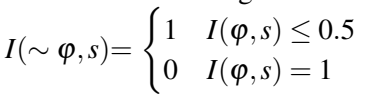 I(∼ φ,s)= { 1 I(φ,s) ≤ 0.5
0 I(φ,s) = 1